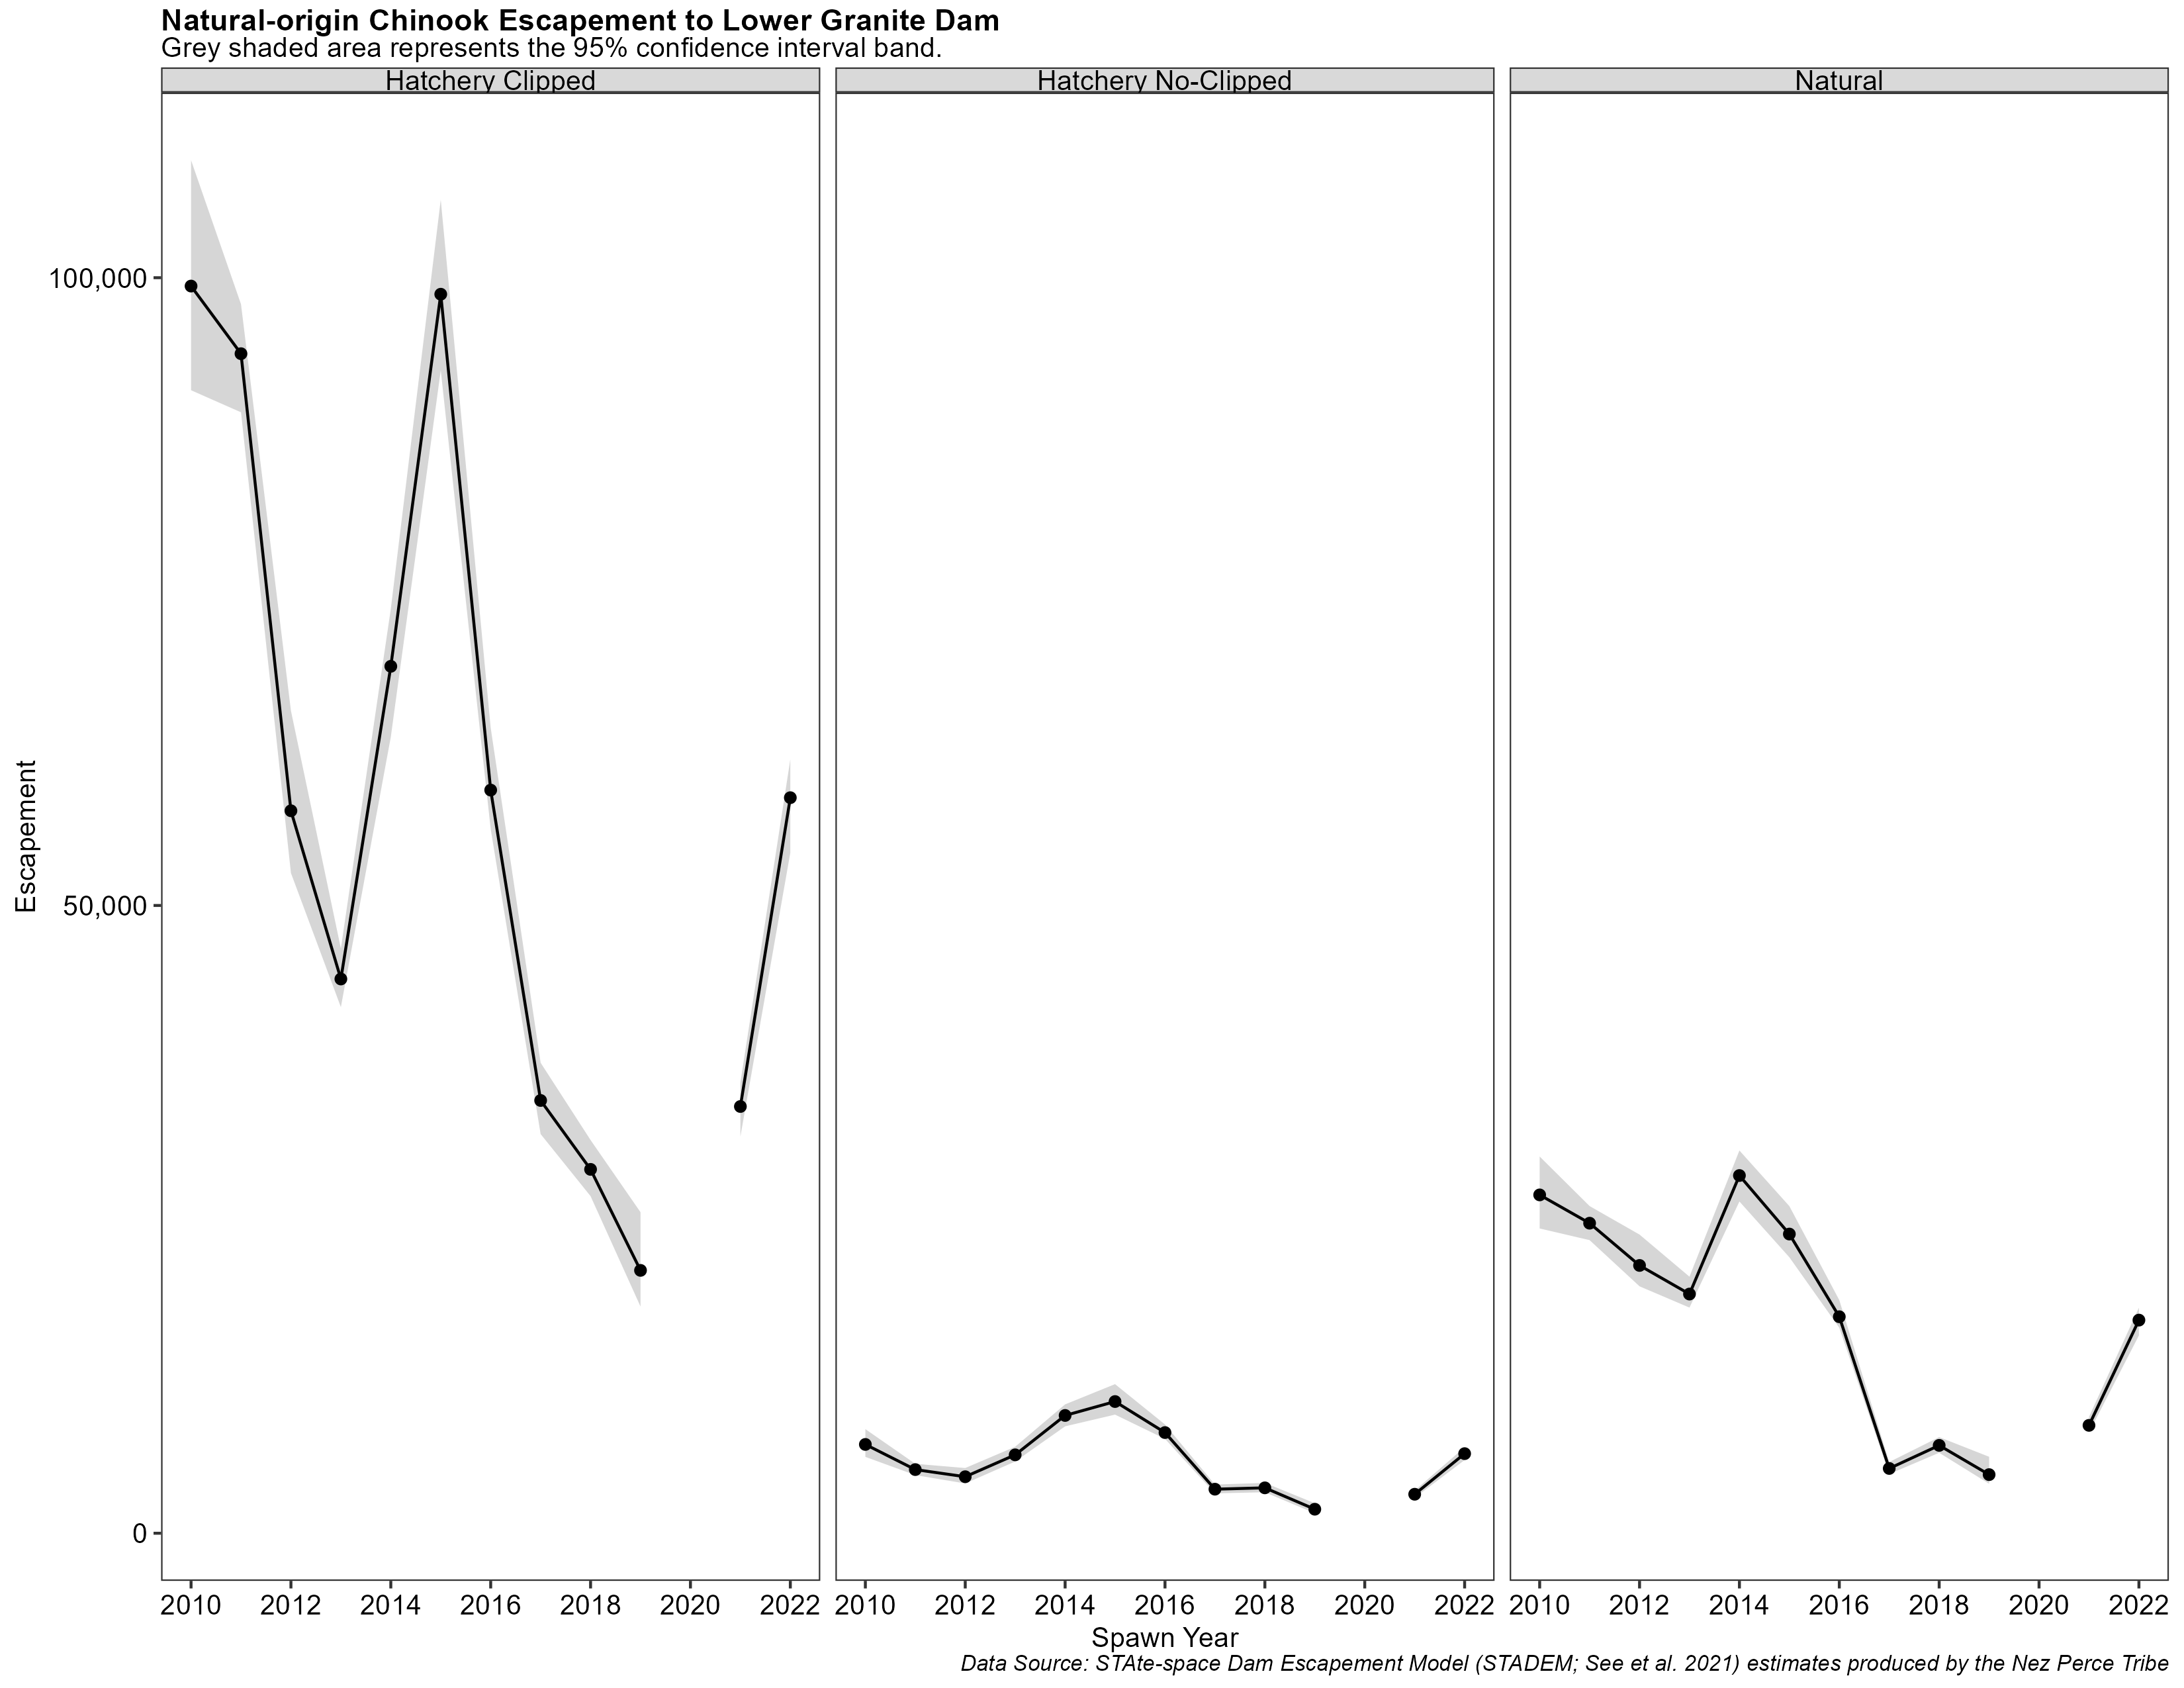 Natural-origin Chinook Escapement to Lower Granite Dam
Grey shaded area represents the 95% confidence interval band.
Hatchery Clipped
Hatchery No-Clipped
Natural
Escapement
100,000
50,000
0
2010 2012 2014 2016 2018 2020 2022
2010 2012 2014 2016 2018 2020 2022
2010 2012 2014 2016 2018 2020 2022
Spawn Year
Data Source: STAte-space Dam Escapement Model (STADEM; See et al. 2021) estimates produced by the Nez Perce Tribe